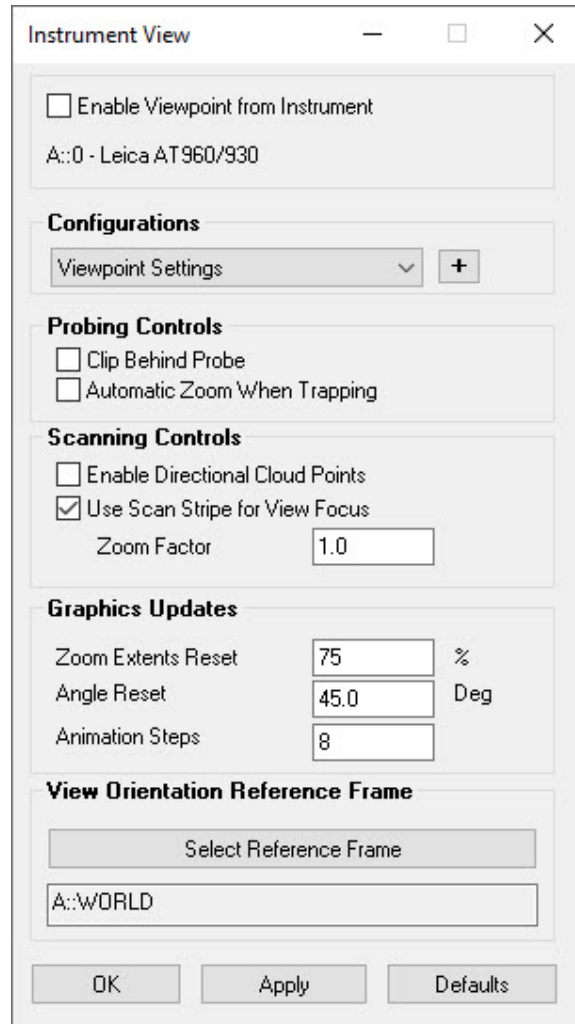 Instrument View
Enable Viewpoint from Instrument
A::0 - Leica AT960/930
Configurations
Viewpoint Settings +
Probing Controls
Clip Behind Probe
Automatic Zoom When Trapping
Scanning Controls
Enable Directional Cloud Points
Use Scan Stripe for View Focus
Zoom Factor 1.0
Graphics Updates
Zoom Extents Reset 75 %
Angle Reset 45.0 Deg
Animation Steps 8
View Orientation Reference Frame
Select Reference Frame
A::WORLD
OK Apply Defaults